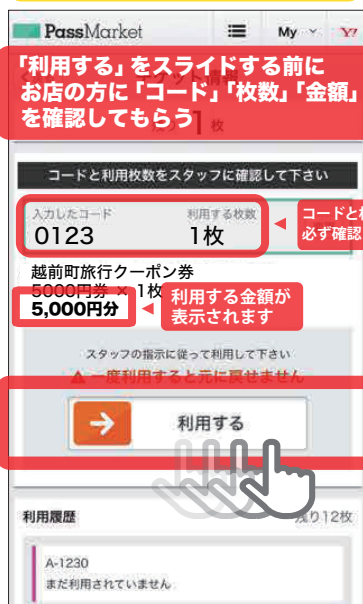 PassMarket
My
Y!
「利用する」をスライドする前に
お店の方に「コード」「枚数」「金額」
を確認してもらう
1枚
コードと利用枚数をスタッフに確認して下さい
入力したコード
利用する枚数
0123
1枚
コードと
必ず確認
越前町旅行クーポン券
5000円券 × 1枚
5,000円分
利用する金額が
表示されます
スタッフの指示に従って利用して下さい
一度利用すると元に戻せません
利用する
利用履歴
残り12枚
A-1230
まだ利用されていません